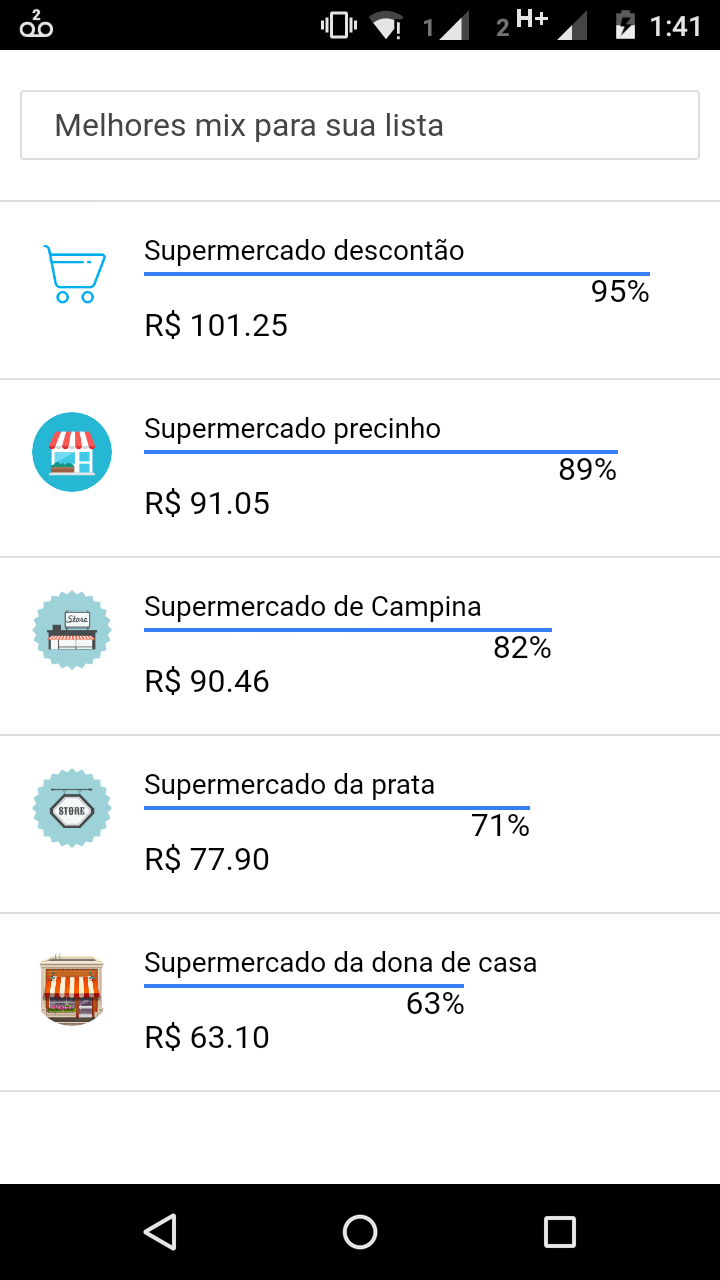 2
1
2 H+
1:41
Melhores mix para sua lista
Supermercado descontão
95%
R$ 101.25
Supermercado precinho
89%
R$ 91.05
Store
Supermercado de Campina
82%
R$ 90.46
STORE
Supermercado da prata
71%
R$ 77.90
Supermercado da dona de casa
63%
R$ 63.10